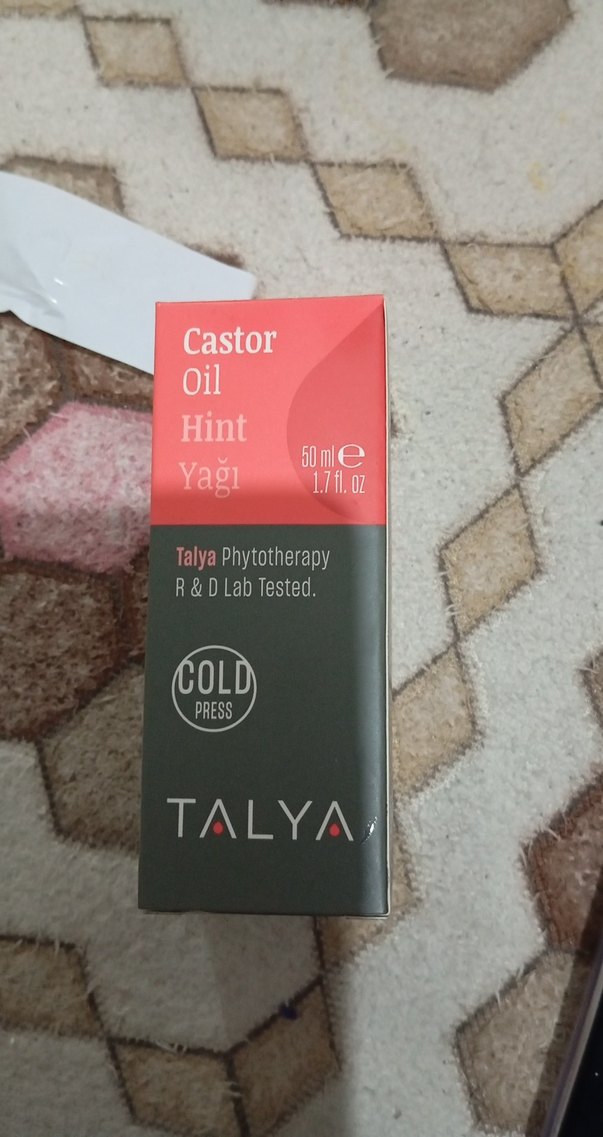 Castor
Oil
Hint
Yağı
50 ml e
1.7 fl. oz
Talya Phytotherapy
R & D Lab Tested.
COLD
PRESS
TALYA